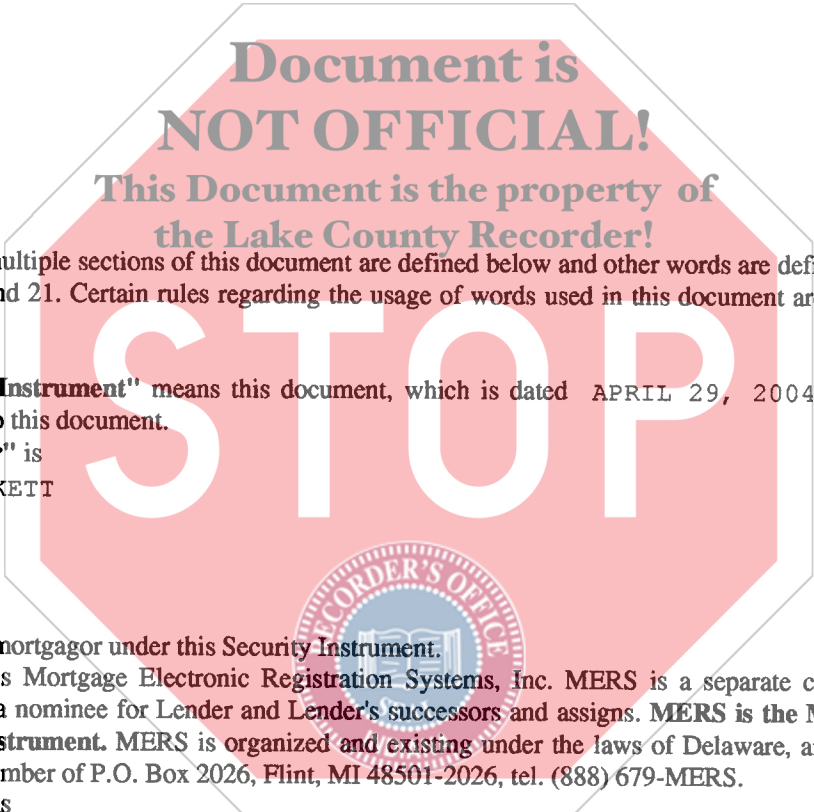 Document is
NOT OFFICIAL!
This Document is the property of
the Lake County Recorder!
ultiple sections of this document are defined below and other words are defi
nd 21. Certain rules regarding the usage of words used in this document ar
STOP
Instrument" means this document, which is dated APRIL 29, 2004
this document.
" is
KETT
RECORDER'S OFFICE
mortgagor under this Security Instrument.
s Mortgage Electronic Registration Systems, Inc. MERS is a separate c
a nominee for Lender and Lender's successors and assigns. MERS is the M
strument. MERS is organized and existing under the laws of Delaware, a
mber of P.O. Box 2026, Flint, MI 48501-2026, tel. (888) 679-MERS.
s